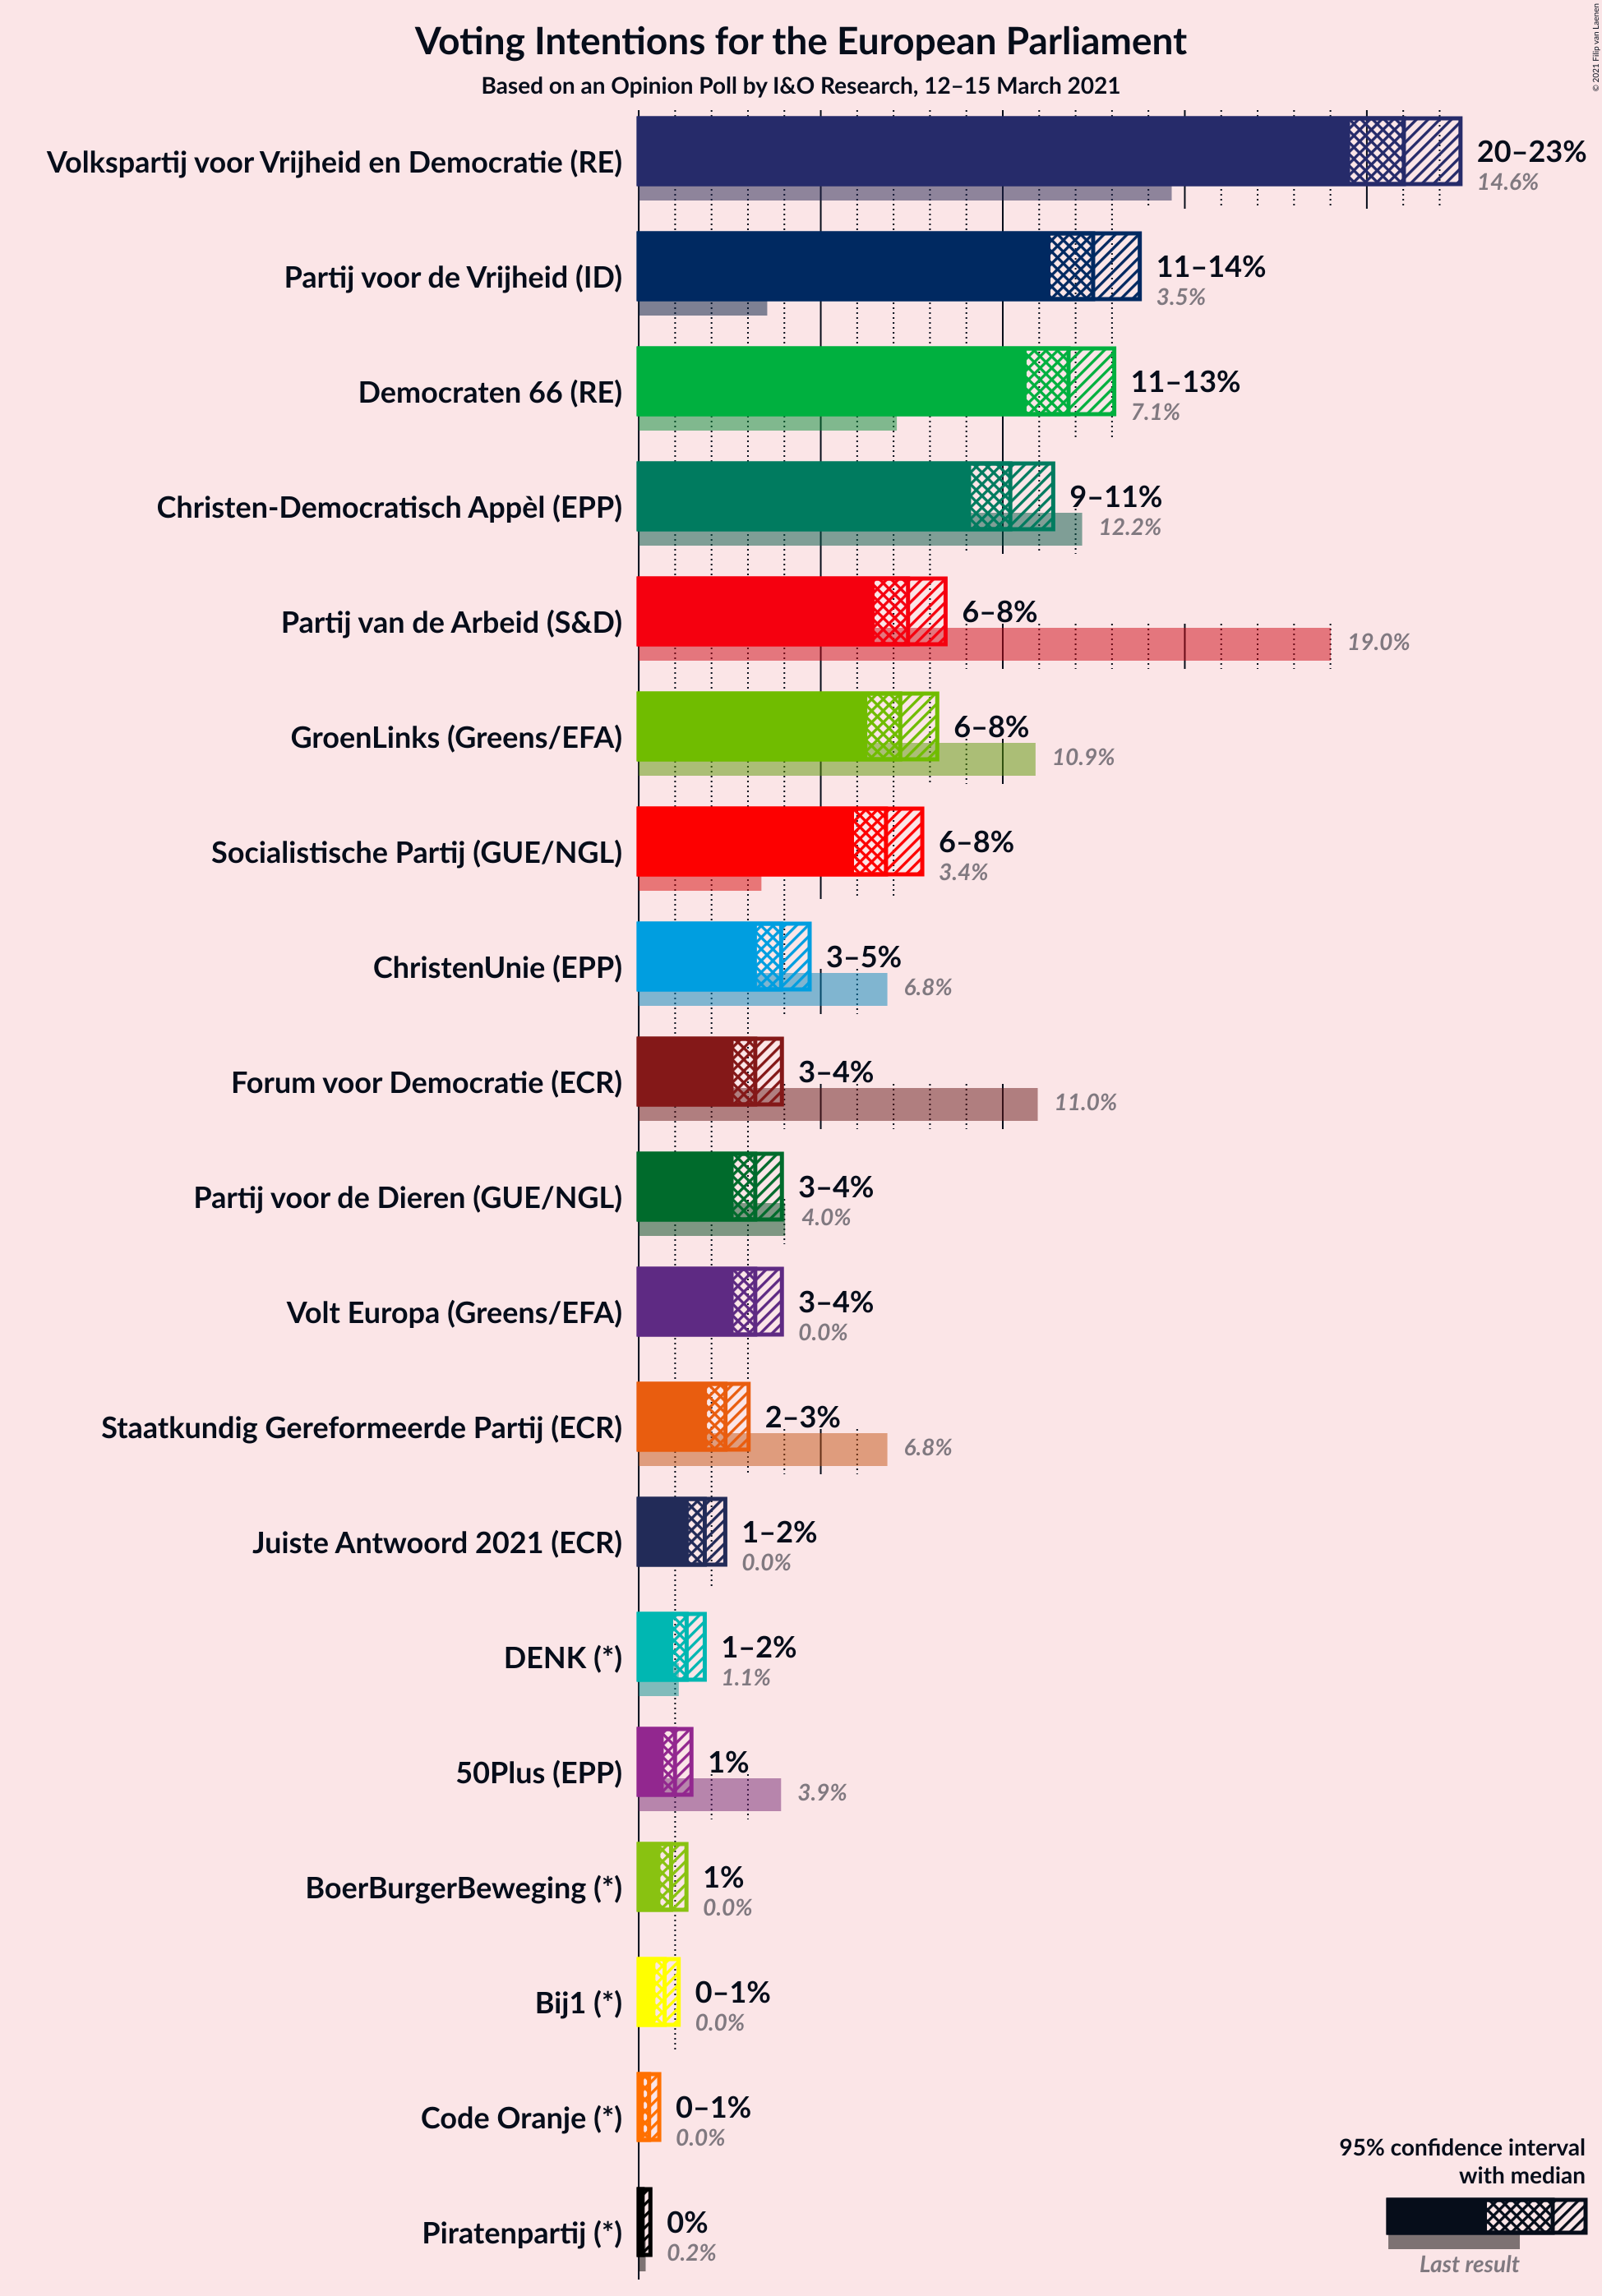 Voting Intentions for the European Parliament
Based on an Opinion Poll by I&O Research, 12–15 March 2021
© 2021 Filip van Laenen
Volkspartij voor Vrijheid en Democratie (RE)
20–23%
14.6%
Partij voor de Vrijheid (ID)
11–14%
3.5%
Democraten 66 (RE)
11–13%
7.1%
Christen-Democratisch Appèl (EPP)
9–11%
12.2%
Partij van de Arbeid (S&D)
6–8%
19.0%
GroenLinks (Greens/EFA)
6–8%
10.9%
Socialistische Partij (GUE/NGL)
6–8%
3.4%
ChristenUnie (EPP)
3–5%
6.8%
Forum voor Democratie (ECR)
3–4%
11.0%
Partij voor de Dieren (GUE/NGL)
3–4%
4.0%
Volt Europa (Greens/EFA)
3–4%
0.0%
Staatkundig Gereformeerde Partij (ECR)
2–3%
6.8%
Juiste Antwoord 2021 (ECR)
1–2%
0.0%
DENK (*)
1–2%
1.1%
50Plus (EPP)
1%
3.9%
BoerBurgerBeweging (*)
1%
0.0%
Bij1 (*)
0–1%
0.0%
Code Oranje (*)
0–1%
0.0%
Piratenpartij (*)
0%
0.2%
95% confidence interval
with median
Last result